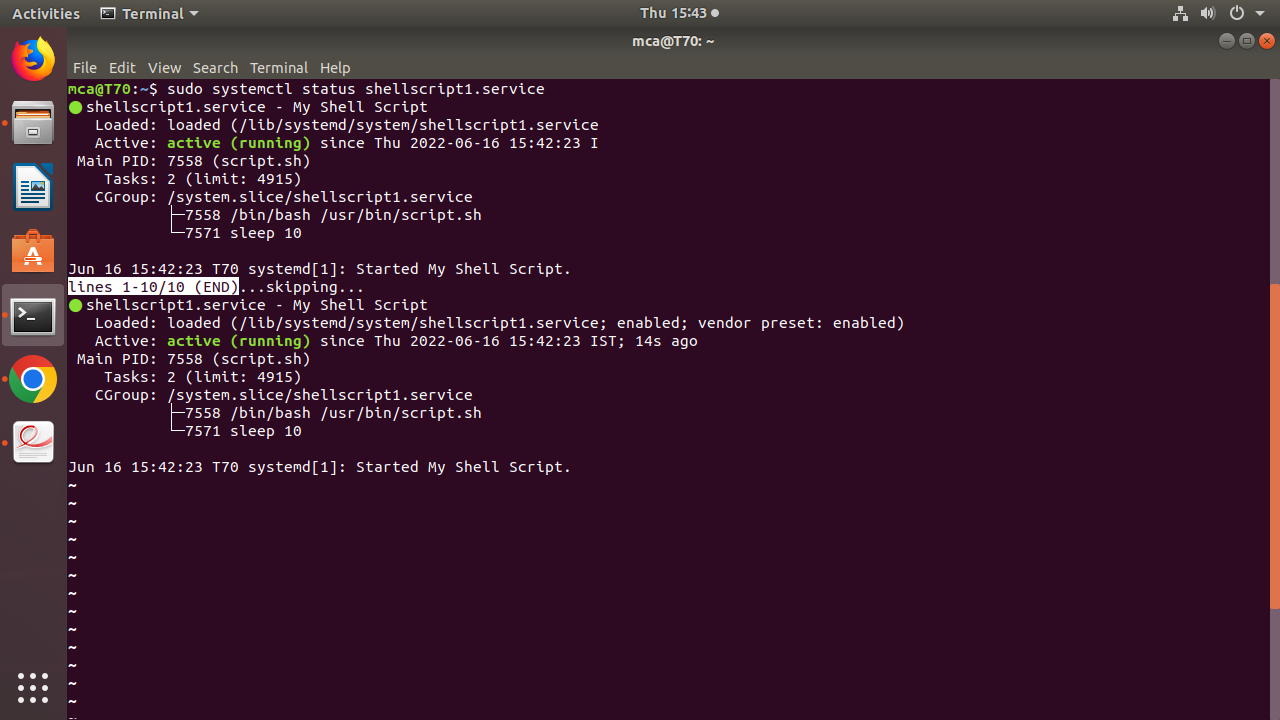 Activities Terminal Thu 15:43
mca@T70: ~
File Edit View Search Terminal Help
mca@T70:~$ sudo systemctl status shellscript1.service
● shellscript1.service - My Shell Script
   Loaded: loaded (/lib/systemd/system/shellscript1.service
   Active: active (running) since Thu 2022-06-16 15:42:23 I
 Main PID: 7558 (script.sh)
    Tasks: 2 (limit: 4915)
   CGroup: /system.slice/shellscript1.service
           ├─7558 /bin/bash /usr/bin/script.sh
           └─7571 sleep 10

Jun 16 15:42:23 T70 systemd[1]: Started My Shell Script.
lines 1-10/10 (END)...skipping...
● shellscript1.service - My Shell Script
   Loaded: loaded (/lib/systemd/system/shellscript1.service; enabled; vendor preset: enabled)
   Active: active (running) since Thu 2022-06-16 15:42:23 IST; 14s ago
 Main PID: 7558 (script.sh)
    Tasks: 2 (limit: 4915)
   CGroup: /system.slice/shellscript1.service
           ├─7558 /bin/bash /usr/bin/script.sh
           └─7571 sleep 10

Jun 16 15:42:23 T70 systemd[1]: Started My Shell Script.
~
~
~
~
~
~
~
~
~
~
~
~
~
~